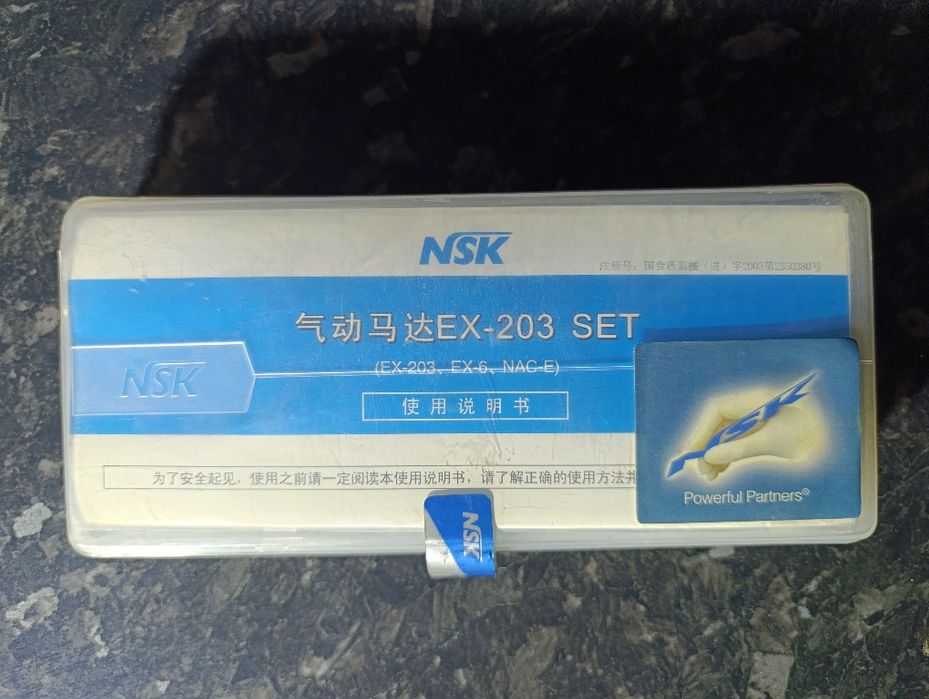 NSK
注册号：国食药监械（进）字2003第2550380号
气动马达EX-203 SET
(EX-203、EX-6、NAC-E)
NSK
使用说明书
为了安全起见，使用之前请一定阅读本使用说明书，请了解正确的使用方法并
NSK
Powerful Partners®
NSK